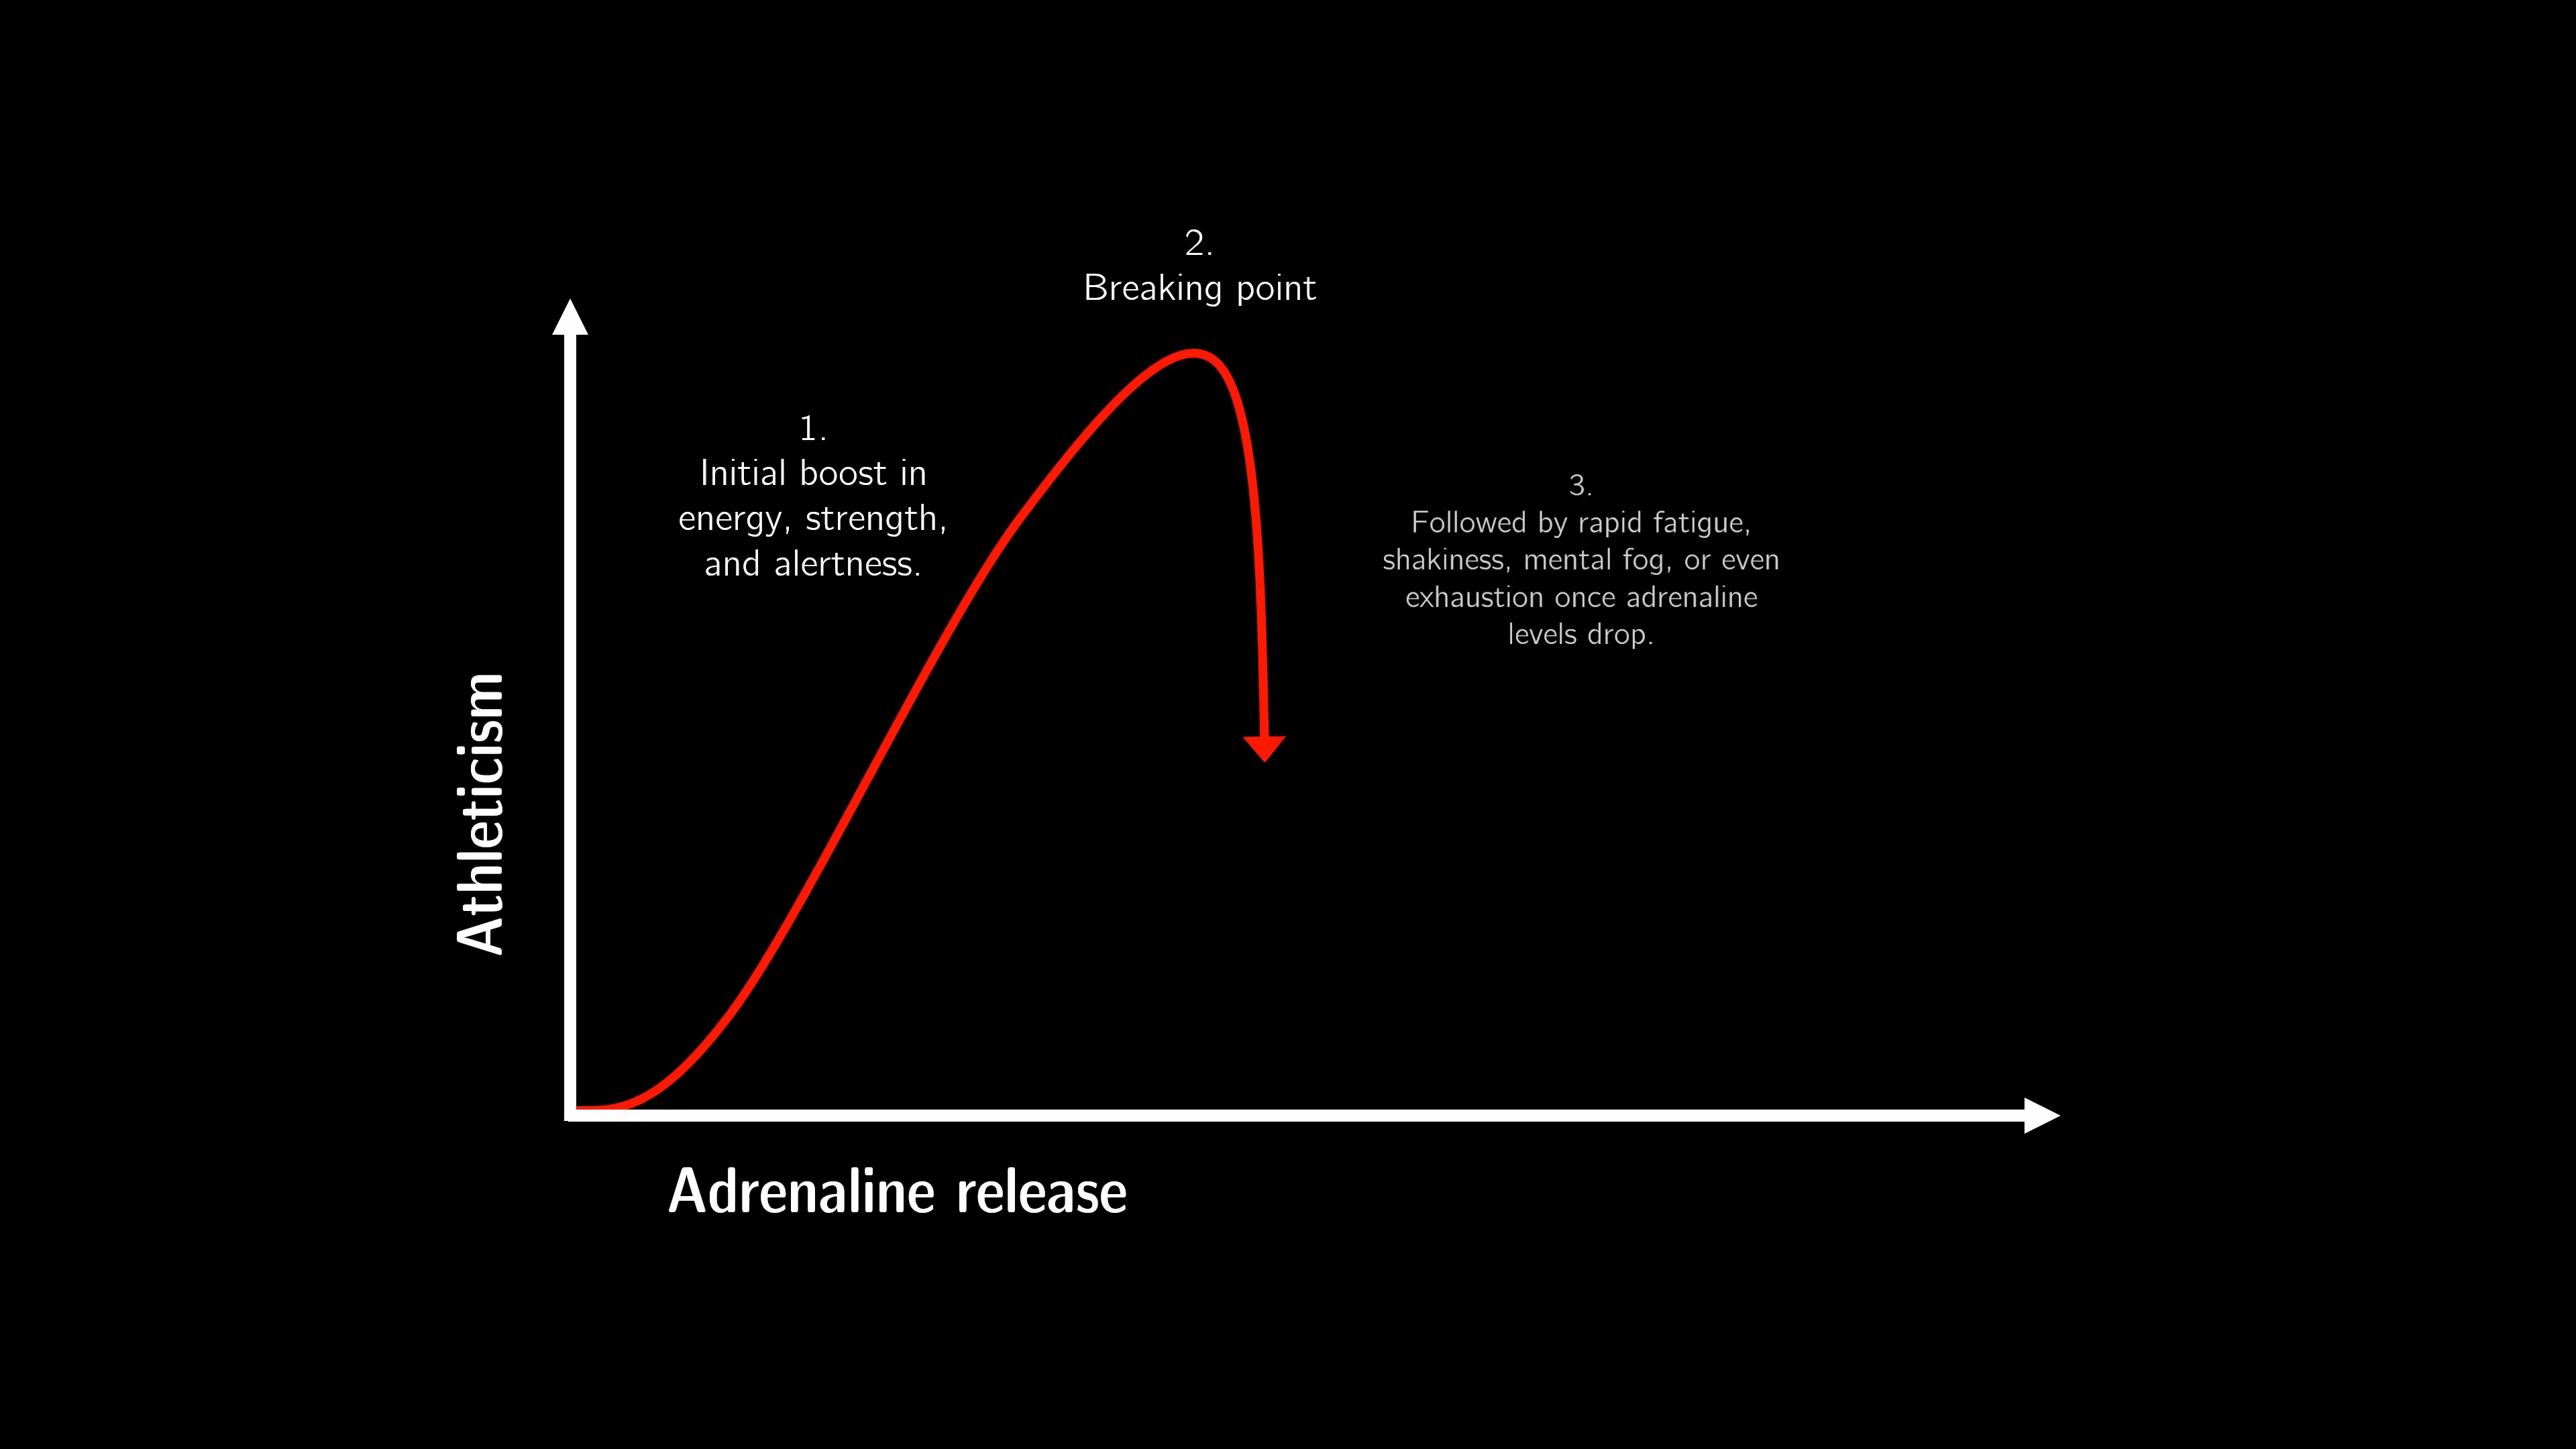 2.
Breaking point
1.
Initial boost in
energy, strength,
and alertness.
3.
Followed by rapid fatigue,
shakiness, mental fog, or even
exhaustion once adrenaline
levels drop.
Athleticism
Adrenaline release